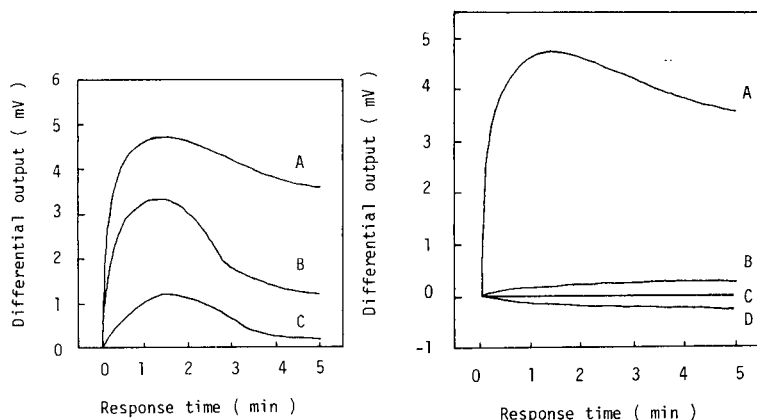 Differential output ( mV )
6
5
4
3
2
1
0
A
B
C
0 1 2 3 4 5
Response time ( min )
Differential output ( mV )
5
4
3
2
1
0
-1
A
B
C
D
0 1 2 3 4 5
Response time ( min )